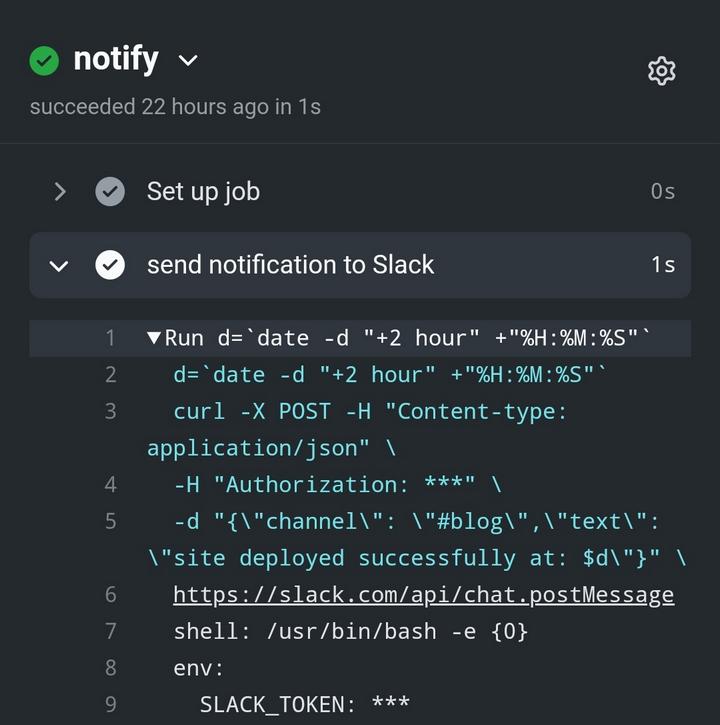 notify
succeeded 22 hours ago in 1s
Set up job 0s
send notification to Slack 1s
1 ▼Run d=`date -d "+2 hour" +"%H:%M:%S"`
2 d=`date -d "+2 hour" +"%H:%M:%S"`
3 curl -X POST -H "Content-type:
application/json" \
4 -H "Authorization: ***" \
5 -d "{\"channel\": \"#blog\",\"text\":
\"site deployed successfully at: $d\"}" \
6 https://slack.com/api/chat.postMessage
7 shell: /usr/bin/bash -e {0}
8 env:
9 SLACK_TOKEN: ***